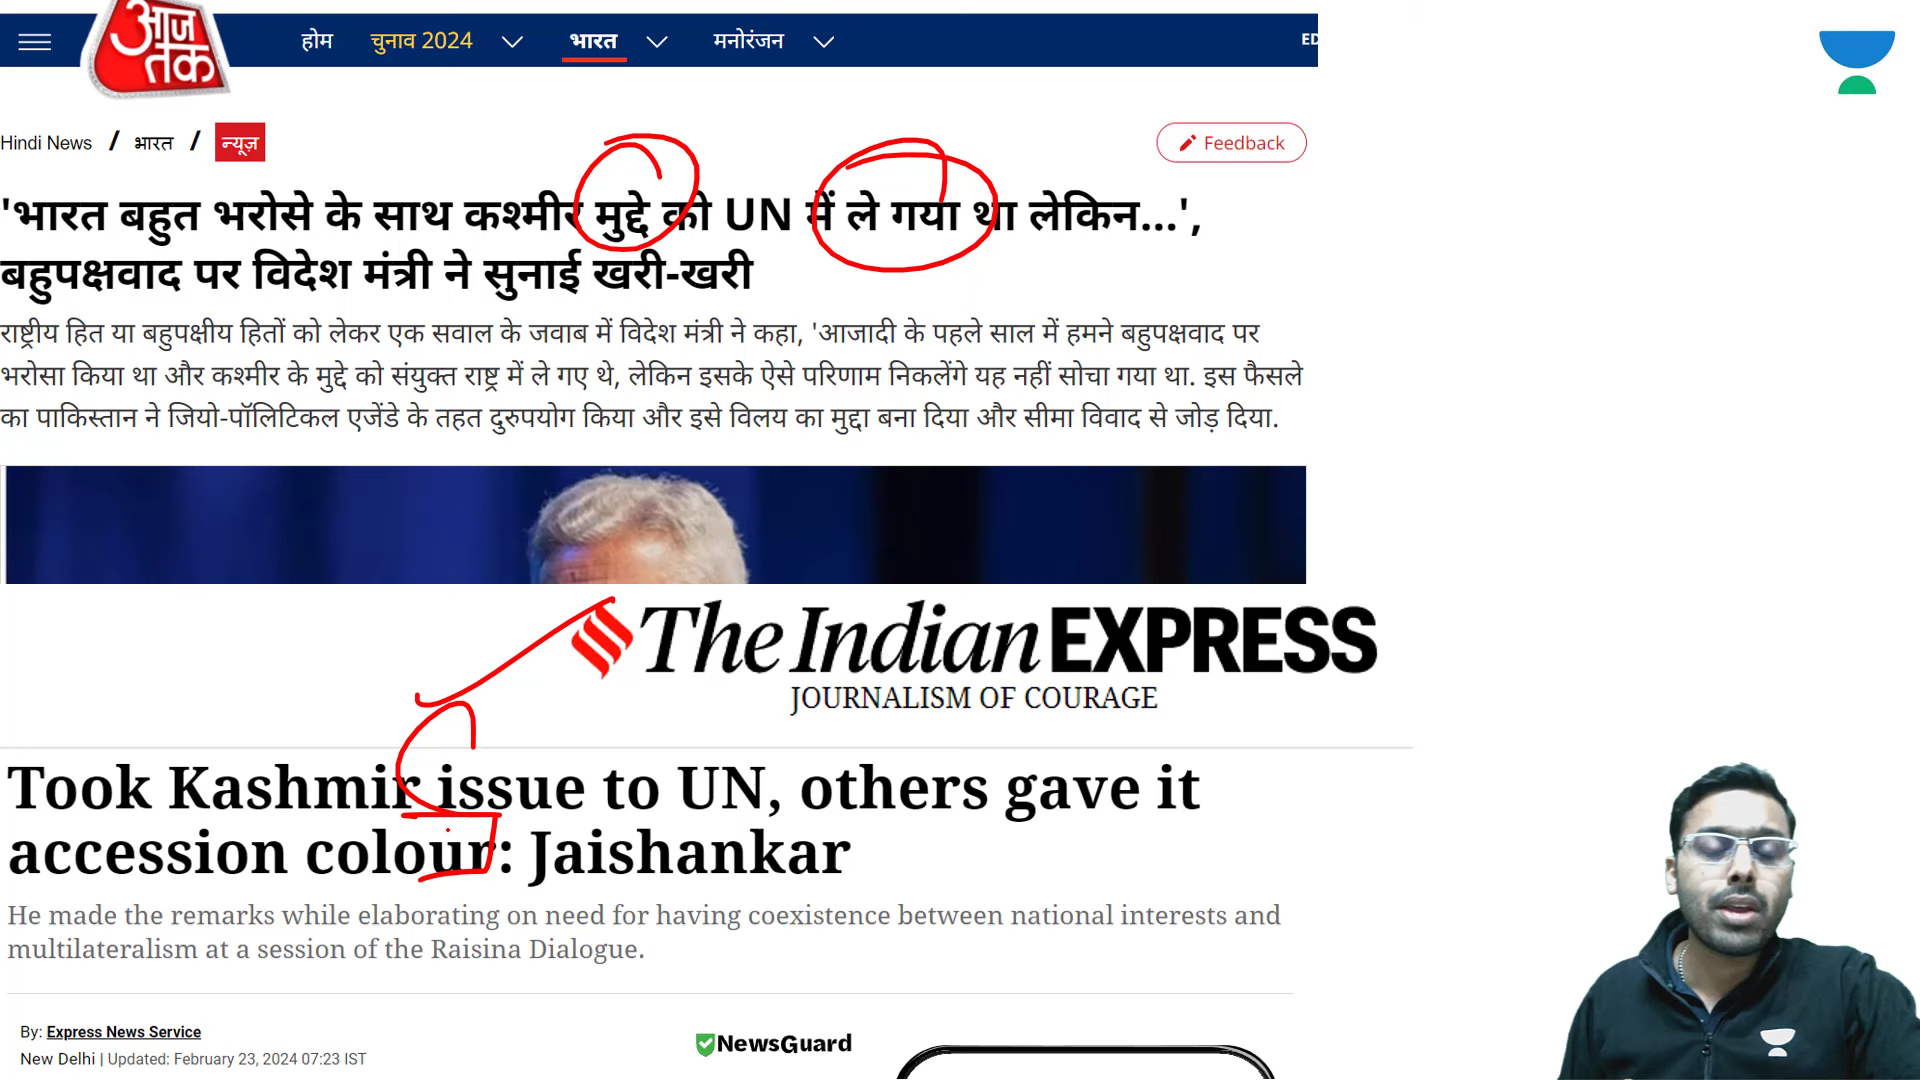 आज तक
होम चुनाव 2024 भारत मनोरंजन ED
Hindi News / भारत / न्यूज़
Feedback
'भारत बहुत भरोसे के साथ कश्मीर मुद्दे को UN में ले गया था लेकिन...',
बहुपक्षवाद पर विदेश मंत्री ने सुनाई खरी-खरी
राष्ट्रीय हित या बहुपक्षीय हितों को लेकर एक सवाल के जवाब में विदेश मंत्री ने कहा, 'आजादी के पहले साल में हमने बहुपक्षवाद पर
भरोसा किया था और कश्मीर के मुद्दे को संयुक्त राष्ट्र में ले गए थे, लेकिन इसके ऐसे परिणाम निकलेंगे यह नहीं सोचा गया था. इस फैसले
का पाकिस्तान ने जियो-पॉलिटिकल एजेंडे के तहत दुरुपयोग किया और इसे विलय का मुद्दा बना दिया और सीमा विवाद से जोड़ दिया.
The Indian EXPRESS
JOURNALISM OF COURAGE
Took Kashmir issue to UN, others gave it
accession colour: Jaishankar
He made the remarks while elaborating on need for having coexistence between national interests and
multilateralism at a session of the Raisina Dialogue.
By: Express News Service
New Delhi | Updated: February 23, 2024 07:23 IST
NewsGuard